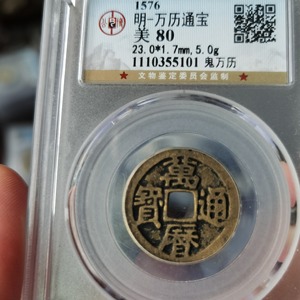 1576
明-万历通宝
美 80
23.0*1.7mm,5.0g
1110355101 鬼万历
★ 文物鉴定委员会监制 ★
萬曆通寶